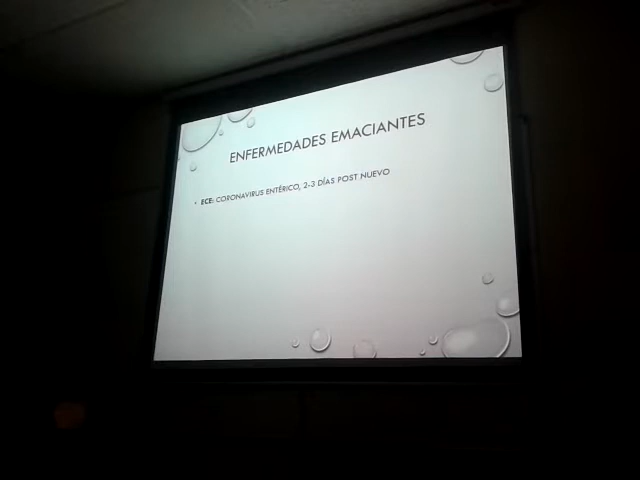 ENFERMEDADES EMACIANTES
• ECE: CORONAVIRUS ENTÉRICO, 2-3 DÍAS POST NUEVO